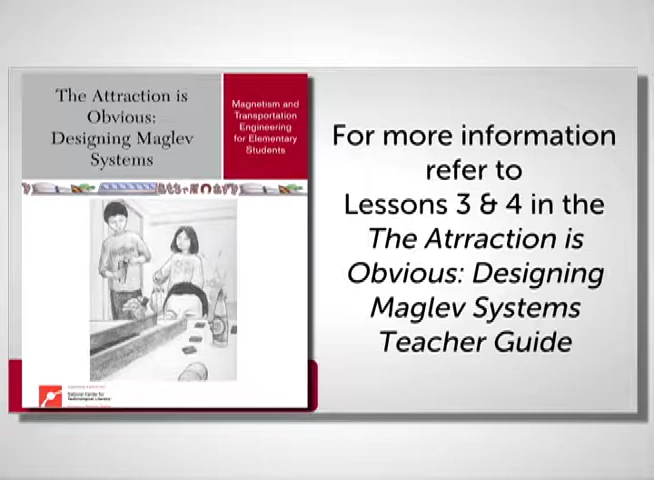 The Attraction is
Obvious:
Designing Maglev
Systems
Magnetism and
Transportation
Engineering
for Elementary
Students
National Center for
Technological Literacy
For more information
refer to
Lessons 3 & 4 in the
The Atrraction is
Obvious: Designing
Maglev Systems
Teacher Guide